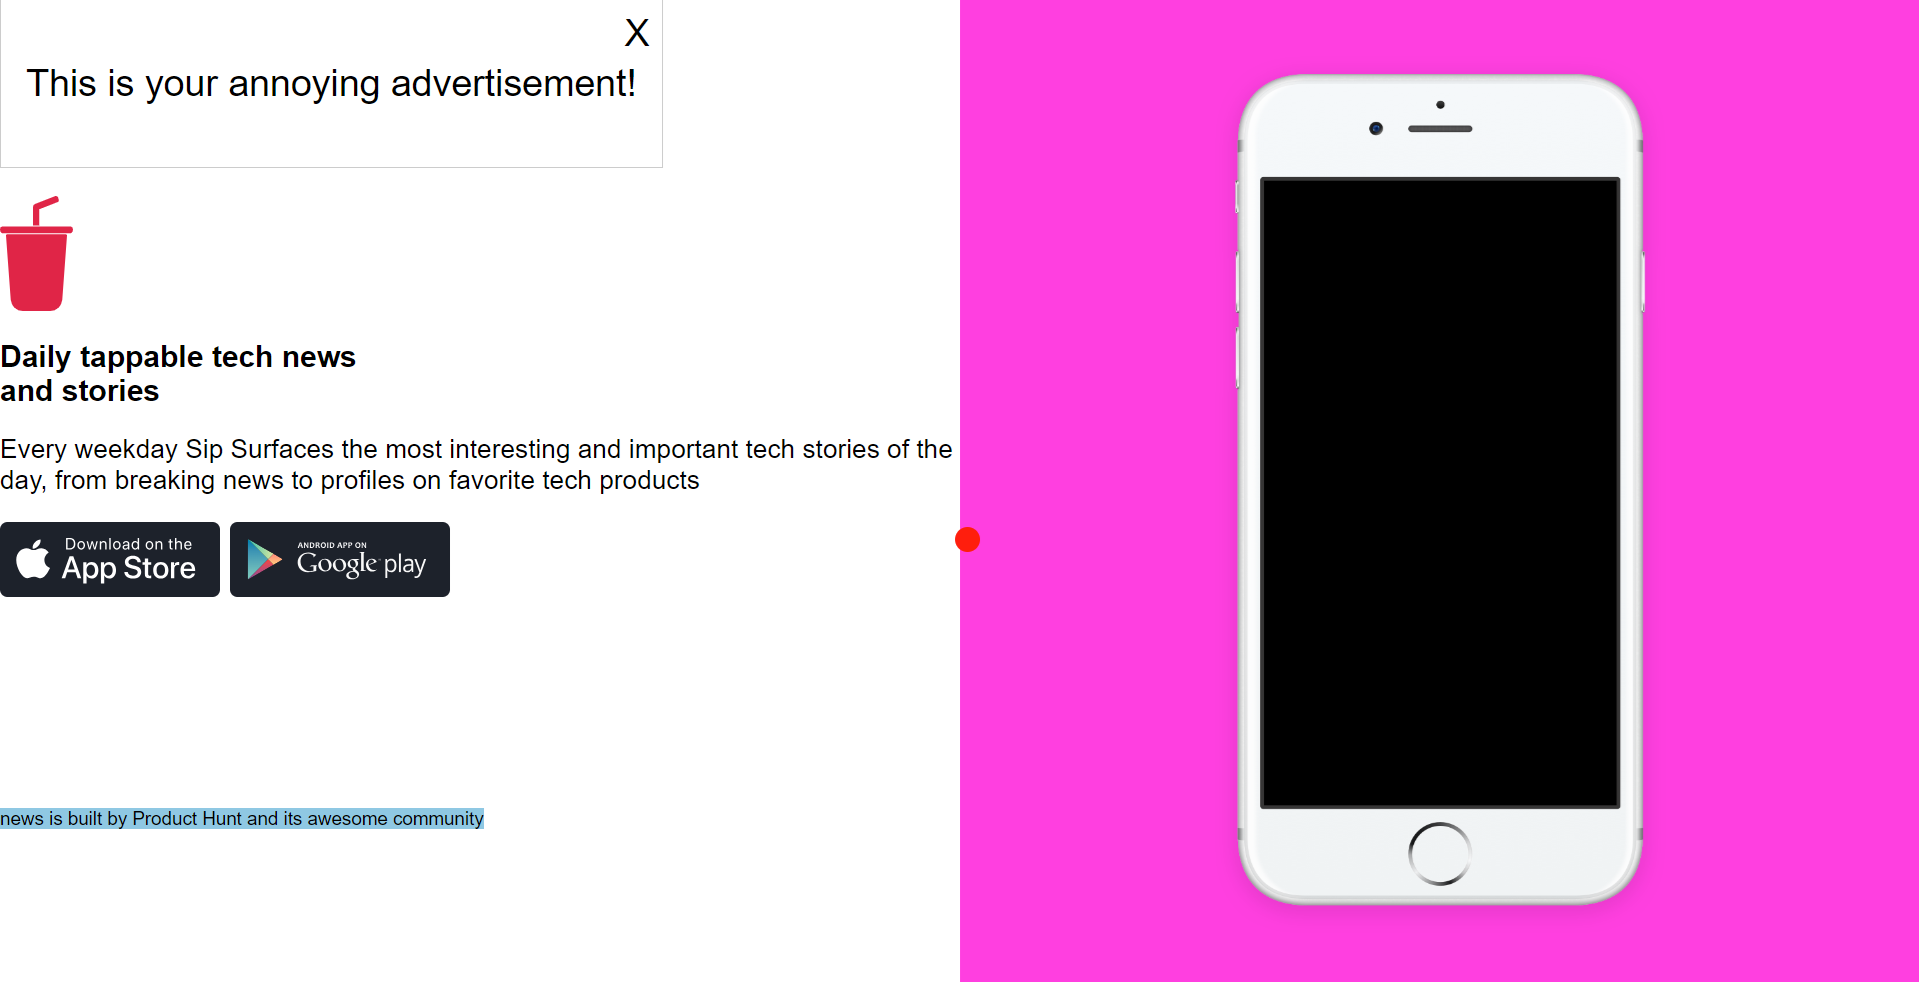 X
This is your annoying advertisement!
Daily tappable tech news
and stories
Every weekday Sip Surfaces the most interesting and important tech stories of the
day, from breaking news to profiles on favorite tech products
Download on the
App Store
ANDROID APP ON
Google play
news is built by Product Hunt and its awesome community